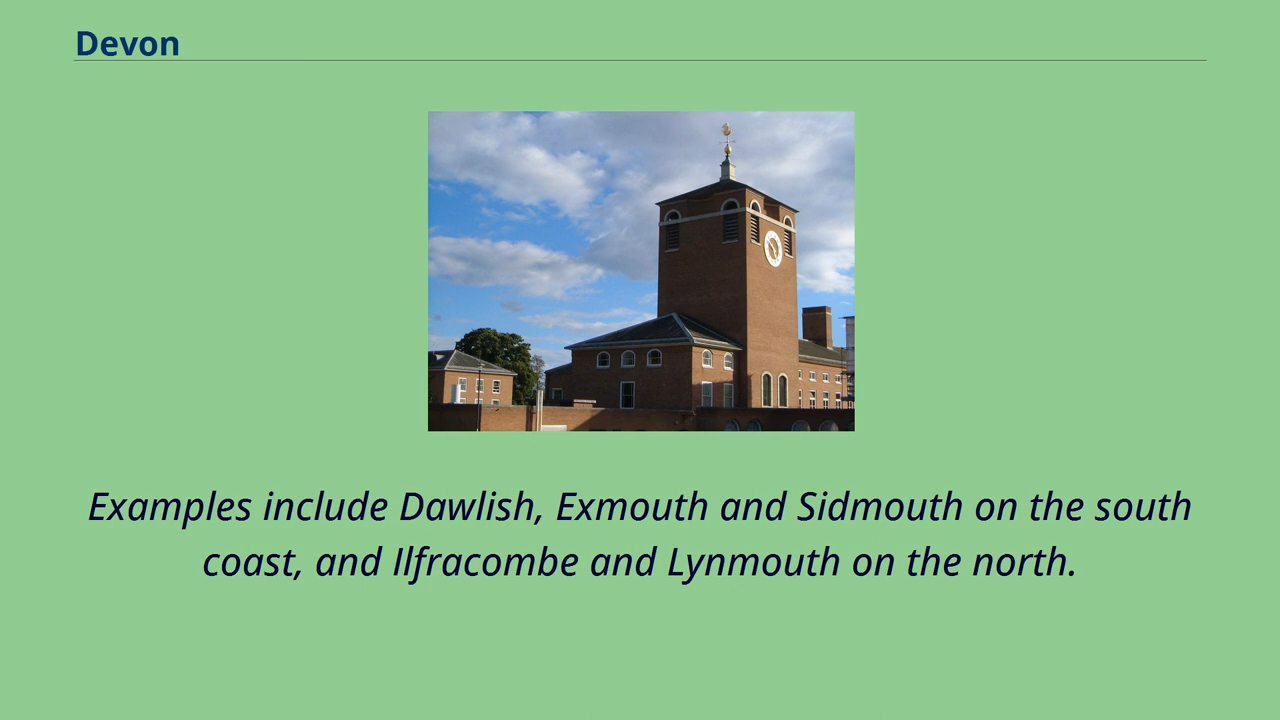 Devon
Examples include Dawlish, Exmouth and Sidmouth on the south
coast, and Ilfracombe and Lynmouth on the north.